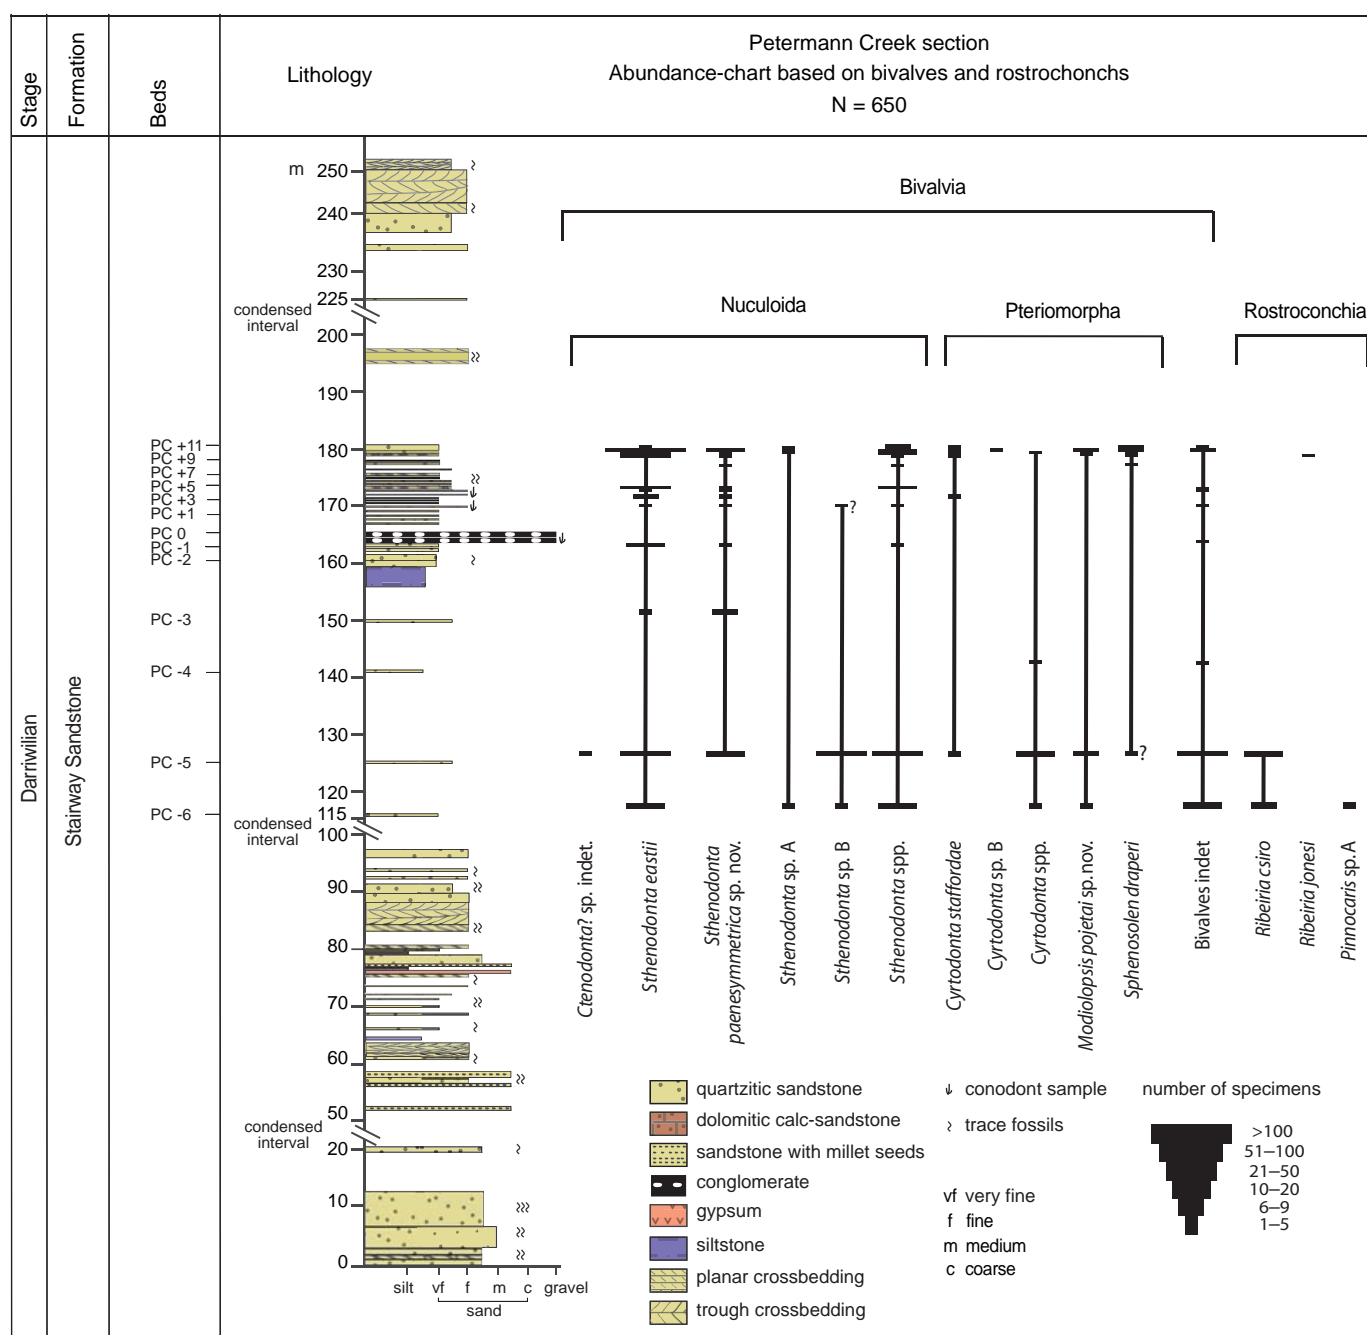 Stage
Formation
Beds
Lithology
Petermann Creek section
Abundance-chart based on bivalves and rostrochonchs
N = 650
Darriwilian
Stairway Sandstone
PC +11
PC +9
PC +7
PC +5
PC +3
PC +1
PC 0
PC -1
PC -2
PC -3
PC -4
PC -5
PC -6
m 250
240
230
225
condensed interval
200
190
180
170
160
150
140
130
120
115
condensed interval
100
90
80
70
60
50
condensed interval
20
10
0
silt vf f m c gravel
sand
Bivalvia
Nuculoida
Pteriomorpha
Rostroconchia
?
?
Ctenodonta? sp. indet.
Sthenodonta eastii
Sthenodonta
paenesymmetrica sp. nov.
Sthenodonta sp. A
Sthenodonta sp. B
Sthenodonta spp.
Cyrtodonta staffordae
Cyrtodonta sp. B
Cyrtodonta spp.
Modiolopsis pojetai sp. nov.
Sphenosolen draperi
Bivalves indet
Ribeiria csiro
Ribeiria jonesi
Pinnocaris sp. A
quartzitic sandstone
dolomitic calc-sandstone
sandstone with millet seeds
conglomerate
gypsum
siltstone
planar crossbedding
trough crossbedding
conodont sample
trace fossils
vf very fine
f fine
m medium
c coarse
number of specimens
>100
51–100
21–50
10–20
6–9
1–5